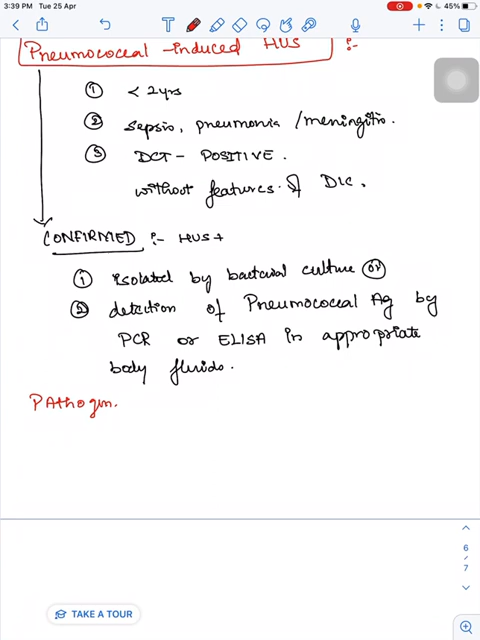 3:39 PM Tue 25 Apr
45%
Pneumococcal-induced HUS :-
① < 2yrs
② sepsis, pneumonia / meningitis.
③ DCT - POSITIVE.
without features of DIC.
CONFIRMED :- HUS +
① isolated by bacterial culture or
② detection of Pneumococcal Ag by
PCR or ELISA in appropriate
body fluids.
PAthogen.
6
/
7
TAKE A TOUR